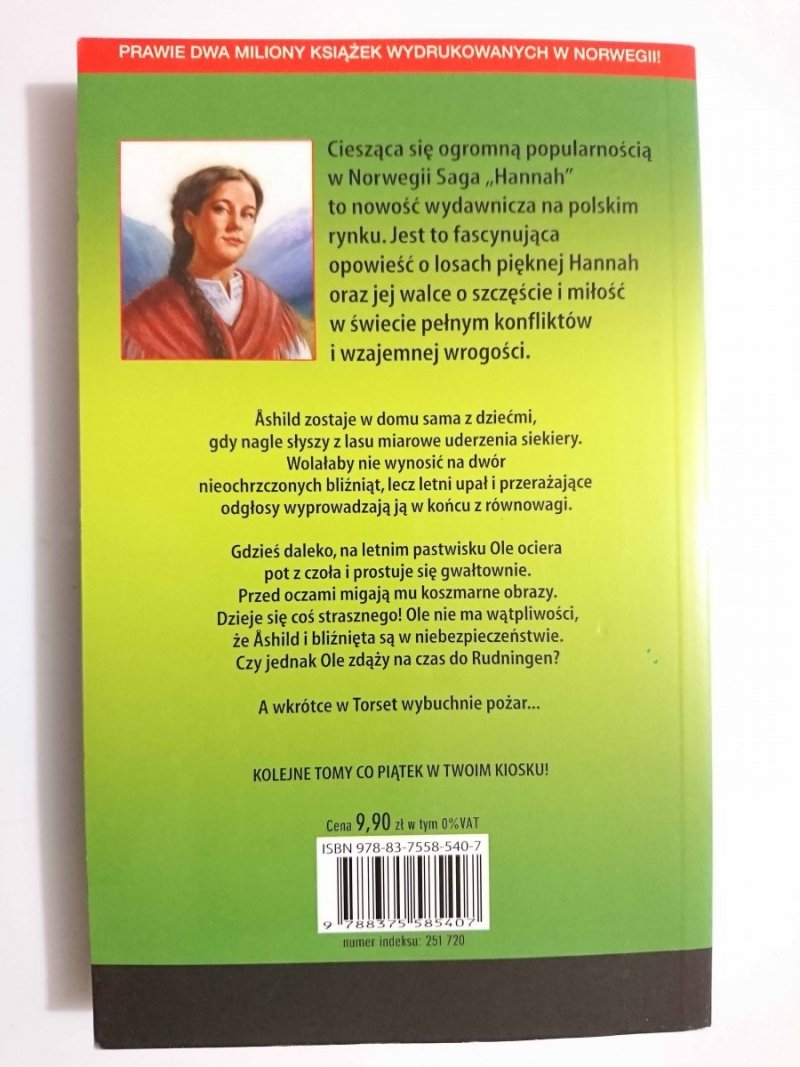 PRAWIE DWA MILIONY KSIĄŻEK WYDRUKOWANYCH W NORWEGII!
Ciesząca się ogromną popularnością
w Norwegii Saga „Hannah”
to nowość wydawnicza na polskim
rynku. Jest to fascynująca
opowieść o losach pięknej Hannah
oraz jej walce o szczęście i miłość
w świecie pełnym konfliktów
i wzajemnej wrogości.
Åshild zostaje w domu sama z dziećmi,
gdy nagle słyszy z lasu miarowe uderzenia siekiery.
Wolałaby nie wynosić na dwór
nieochrzczonych bliźniąt, lecz letni upał i przerażające
odgłosy wyprowadzają ją w końcu z równowagi.
Gdzieś daleko, na letnim pastwisku Ole ociera
pot z czoła i prostuje się gwałtownie.
Przed oczami migają mu koszmarne obrazy.
Dzieje się coś strasznego! Ole nie ma wątpliwości,
że Åshild i bliźnięta są w niebezpieczeństwie.
Czy jednak Ole zdąży na czas do Rudningen?
A wkrótce w Torset wybuchnie pożar...
KOLEJNE TOMY CO PIĄTEK W TWOIM KIOSKU!
Cena 9,90 zł w tym 0%VAT
ISBN 978-83-7558-540-7
9 788375 585407
numer indeksu: 251 720